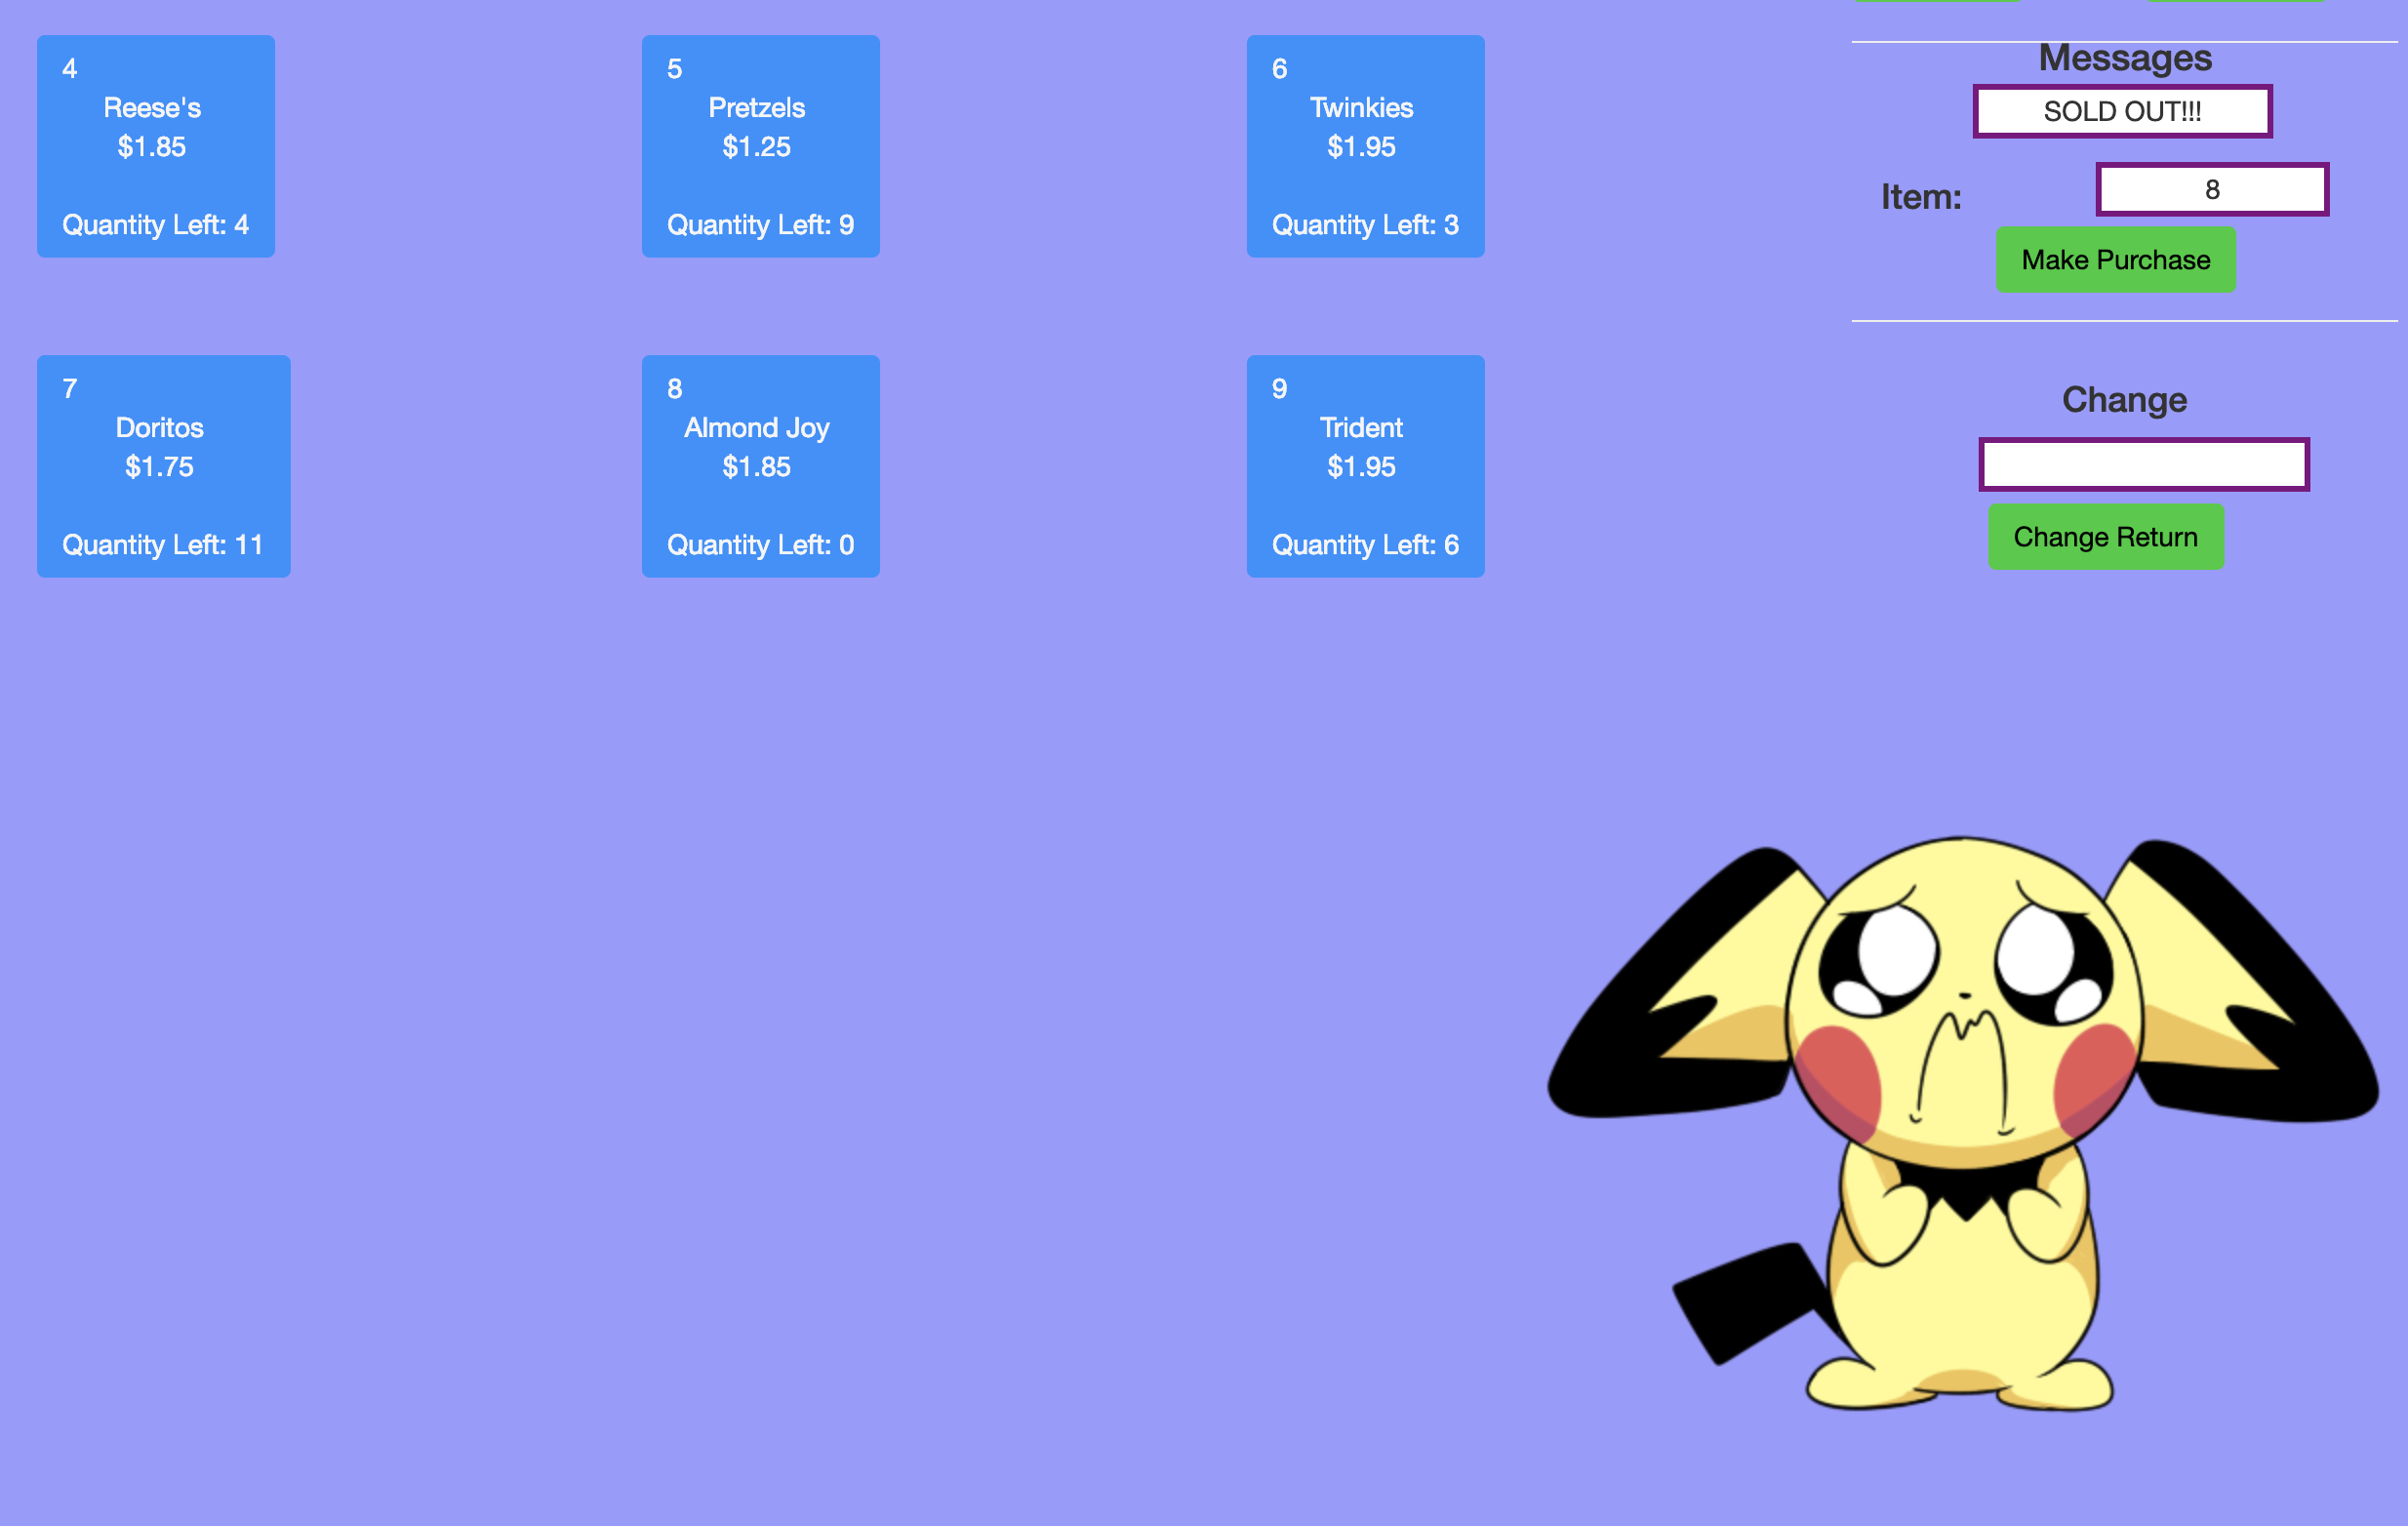 4
Reese's
$1.85
Quantity Left: 4
5
Pretzels
$1.25
Quantity Left: 9
6
Twinkies
$1.95
Quantity Left: 3
7
Doritos
$1.75
Quantity Left: 11
8
Almond Joy
$1.85
Quantity Left: 0
9
Trident
$1.95
Quantity Left: 6
Messages
SOLD OUT!!!
Item:
8
Make Purchase
Change
Change Return